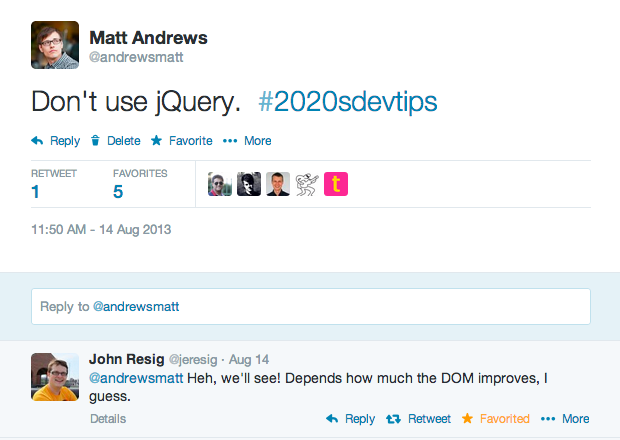 Matt Andrews
@andrewsmatt
Don't use jQuery. #2020sdevtips
Reply Delete Favorite More
RETWEET FAVORITES
1 5
t
11:50 AM - 14 Aug 2013
Reply to @andrewsmatt
John Resig @jeresig · Aug 14
@andrewsmatt Heh, we'll see! Depends how much the DOM improves, I
guess.
Details Reply Retweet Favorited More